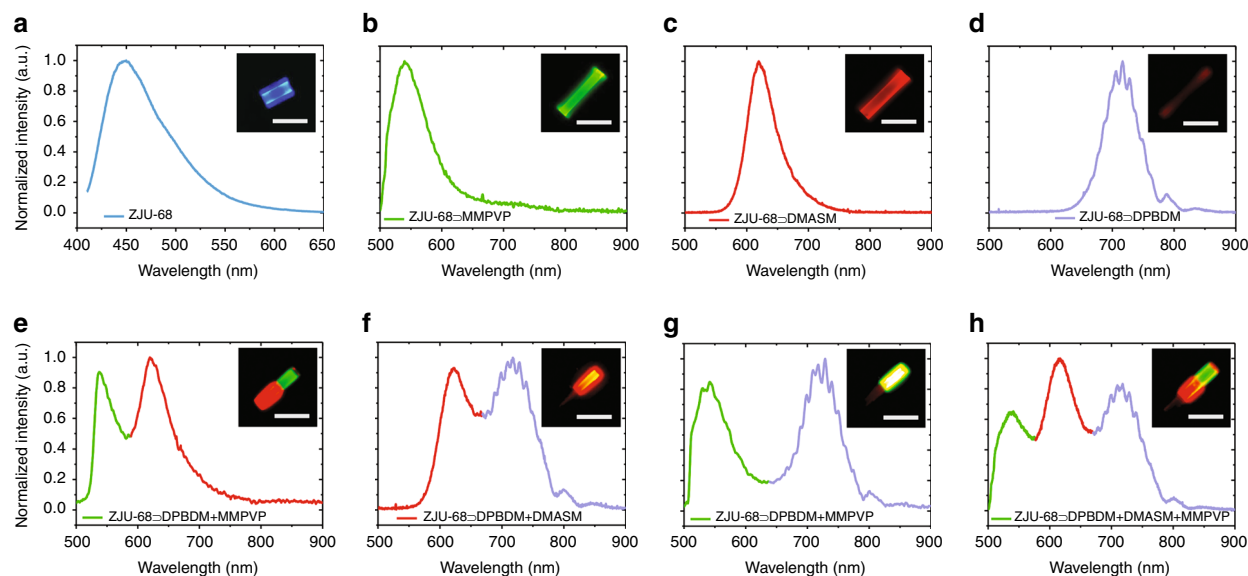 a
b
c
d
Normalized intensity (a.u.)
1.0
0.8
0.6
0.4
0.2
0.0
ZJU-68
ZJU-68⊃MMPVP
ZJU-68⊃DMASM
ZJU-68⊃DPBDM
400 450 500 550 600 650
500 600 700 800 900
500 600 700 800 900
500 600 700 800 900
Wavelength (nm)
Wavelength (nm)
Wavelength (nm)
Wavelength (nm)
e
f
g
h
Normalized intensity (a.u.)
1.0
0.8
0.6
0.4
0.2
0.0
ZJU-68⊃DPBDM+MMPVP
ZJU-68⊃DPBDM+DMASM
ZJU-68⊃DPBDM+MMPVP
ZJU-68⊃DPBDM+DMASM+MMPVP
500 600 700 800 900
500 600 700 800 900
500 600 700 800 900
500 600 700 800 900
Wavelength (nm)
Wavelength (nm)
Wavelength (nm)
Wavelength (nm)